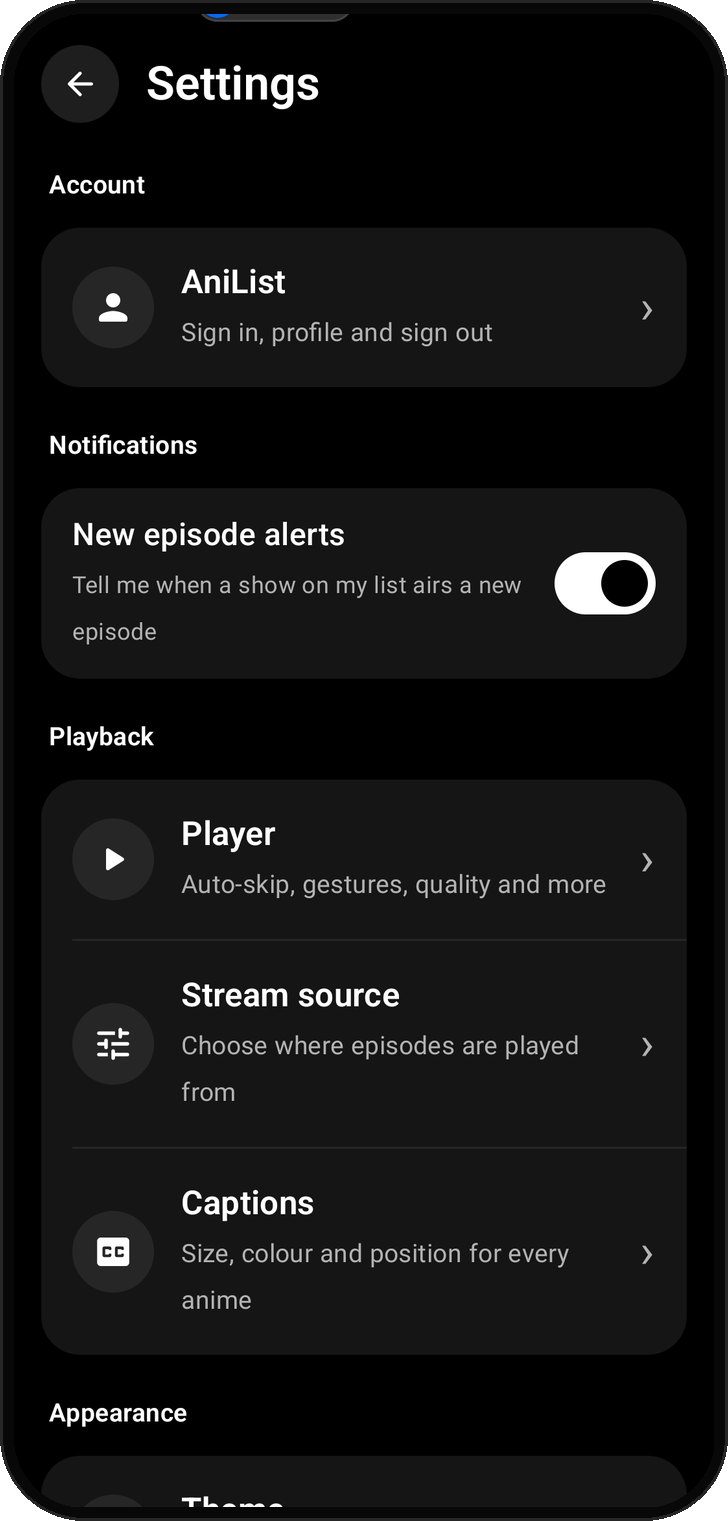 Settings
Account
AniList
Sign in, profile and sign out
Notifications
New episode alerts
Tell me when a show on my list airs a new
episode
Playback
Player
Auto-skip, gestures, quality and more
Stream source
Choose where episodes are played
from
CC
Captions
Size, colour and position for every
anime
Appearance
Theme